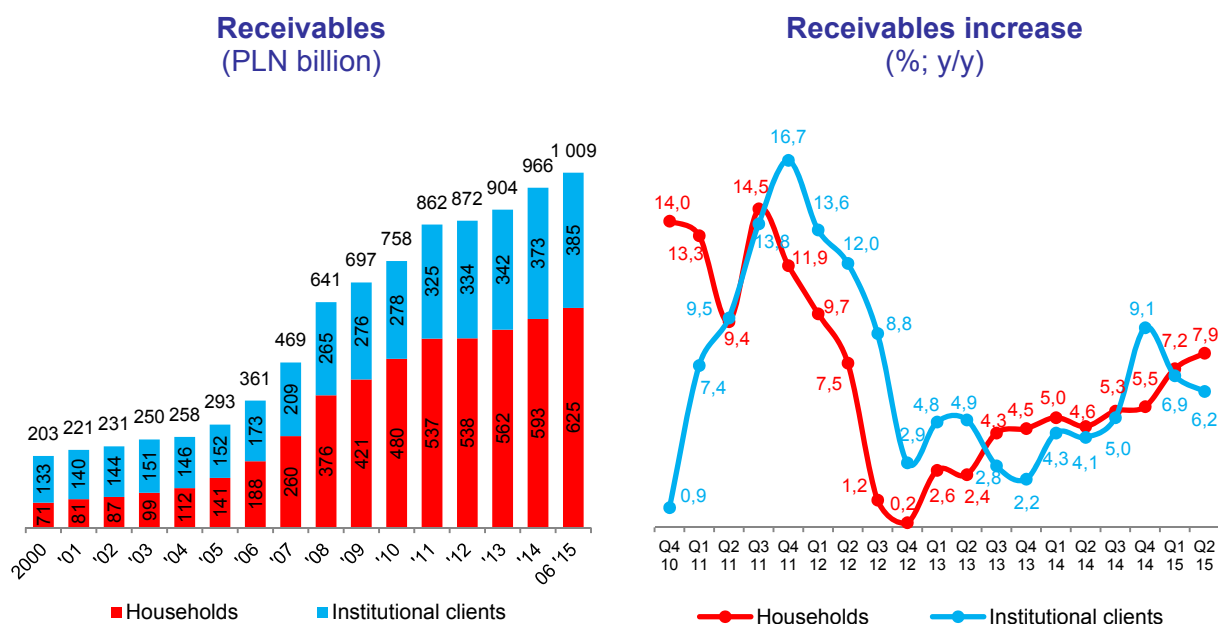 Receivables
(PLN billion)
203 221 231 250 258 293 361 469 641 697 758 862 872 904 966 1 009
133 140 144 151 146 152 173 209 265 276 278 325 334 342 373 385
71 81 87 99 112 141 188 260 376 421 480 537 538 562 593 625
2000 '01 '02 '03 '04 '05 '06 '07 '08 '09 '10 '11 '12 '13 '14 06 '15
Households Institutional clients
Receivables increase
(%; y/y)
14,0 13,3 9,4 14,5 11,9 9,7 7,5 1,2 0,2 2,6 2,4 4,3 4,5 5,0 4,6 5,3 5,5 7,2 7,9
0,9 7,4 9,5 13,8 16,7 13,6 12,0 8,8 2,9 4,8 4,9 2,8 2,2 4,3 4,1 5,0 9,1 6,9 6,2
Q4 Q1 Q2 Q3 Q4 Q1 Q2 Q3 Q4 Q1 Q2 Q3 Q4 Q1 Q2 Q3 Q4 Q1 Q2
10 11 11 11 11 12 12 12 12 13 13 13 13 14 14 14 14 15 15
Households Institutional clients